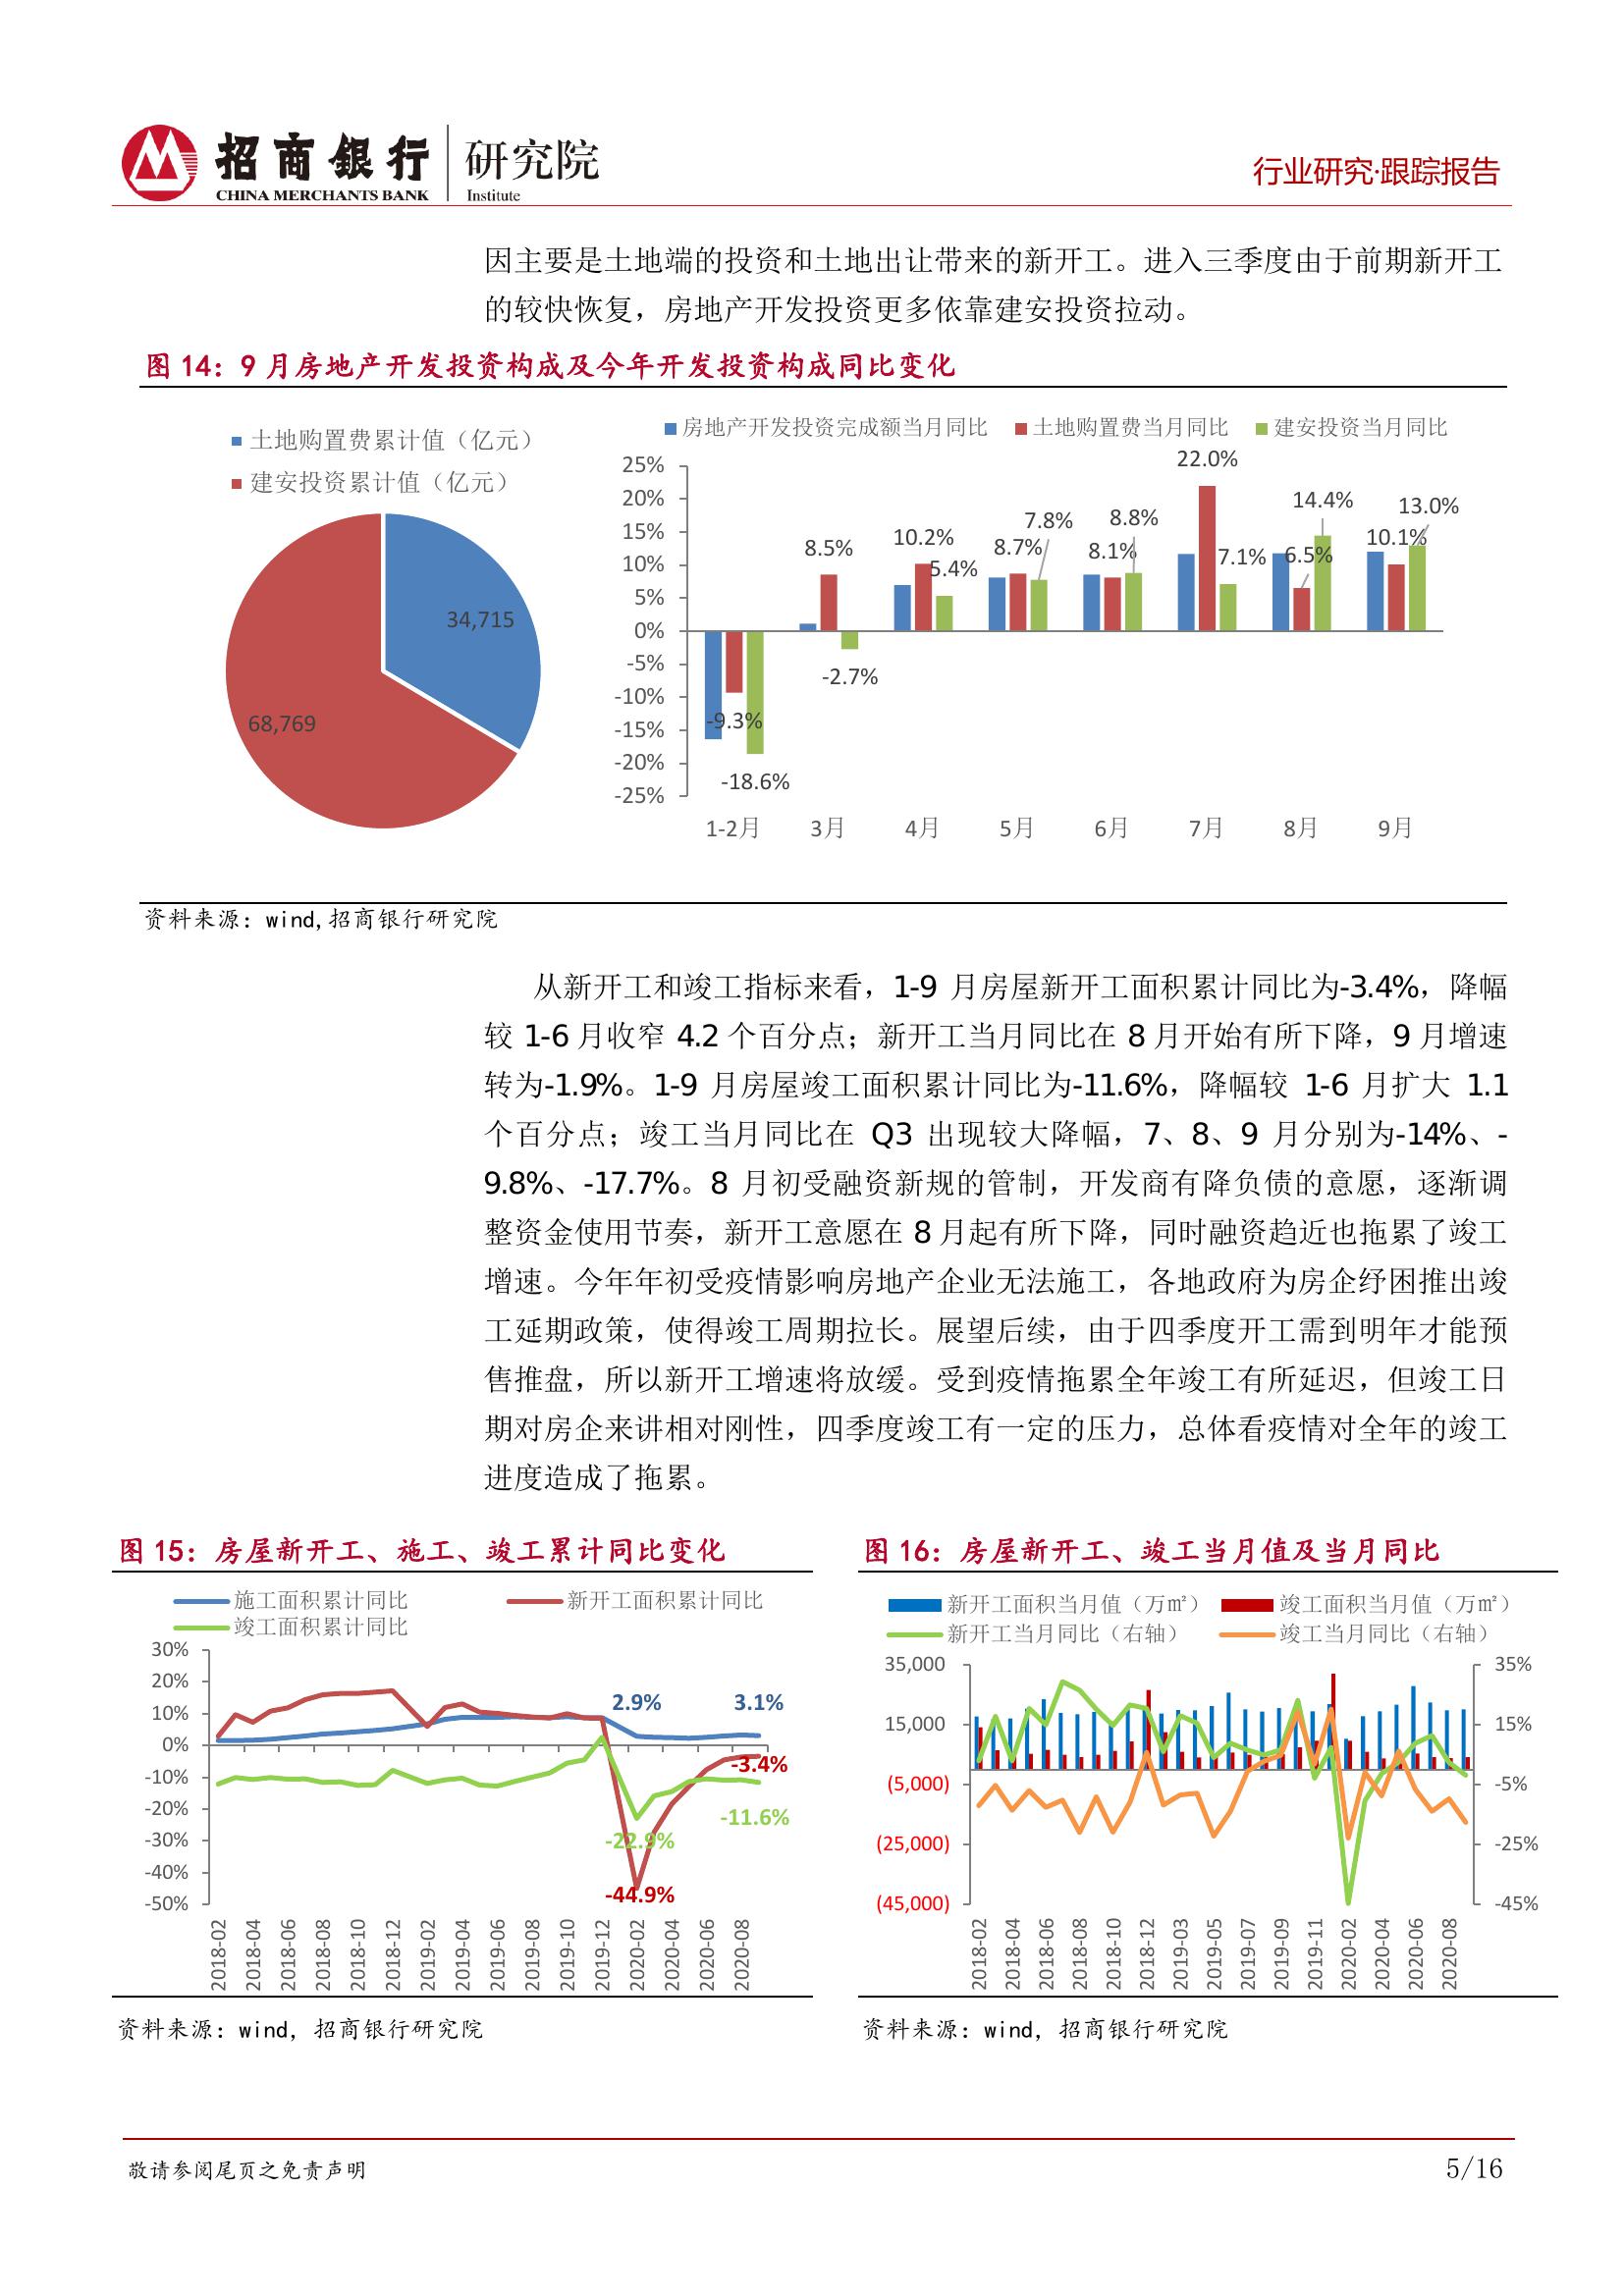 招商银行 研究院
CHINA MERCHANTS BANK Institute
行业研究·跟踪报告
因主要是土地端的投资和土地出让带来的新开工。进入三季度由于前期新开工
的较快恢复，房地产开发投资更多依靠建安投资拉动。
图 14：9 月房地产开发投资构成及今年开发投资构成同比变化
土地购置费累计值（亿元）
建安投资累计值（亿元）
34,715
68,769
房地产开发投资完成额当月同比 土地购置费当月同比 建安投资当月同比
25%
20%
15%
10%
5%
0%
-5%
-10%
-15%
-20%
-25%
-9.3%
-18.6%
8.5%
-2.7%
10.2%
5.4%
8.7%
7.8%
8.1%
8.8%
22.0%
7.1%
6.5%
14.4%
10.1%
13.0%
1-2月 3月 4月 5月 6月 7月 8月 9月
资料来源：wind,招商银行研究院
从新开工和竣工指标来看，1-9 月房屋新开工面积累计同比为-3.4%，降幅
较 1-6 月收窄 4.2 个百分点；新开工当月同比在 8 月开始有所下降，9 月增速
转为-1.9%。1-9 月房屋竣工面积累计同比为-11.6%，降幅较 1-6 月扩大 1.1
个百分点；竣工当月同比在 Q3 出现较大降幅，7、8、9 月分别为-14%、-
9.8%、-17.7%。8 月初受融资新规的管制，开发商有降负债的意愿，逐渐调
整资金使用节奏，新开工意愿在 8 月起有所下降，同时融资趋近也拖累了竣工
增速。今年年初受疫情影响房地产企业无法施工，各地政府为房企纾困推出竣
工延期政策，使得竣工周期拉长。展望后续，由于四季度开工需到明年才能预
售推盘，所以新开工增速将放缓。受到疫情拖累全年竣工有所延迟，但竣工日
期对房企来讲相对刚性，四季度竣工有一定的压力，总体看疫情对全年的竣工
进度造成了拖累。
图 15：房屋新开工、施工、竣工累计同比变化
施工面积累计同比 新开工面积累计同比
竣工面积累计同比
30%
20%
10%
0%
-10%
-20%
-30%
-40%
-50%
2.9%
3.1%
-3.4%
-11.6%
-22.9%
-44.9%
2018-02 2018-04 2018-06 2018-08 2018-10 2018-12 2019-02 2019-04 2019-06 2019-08 2019-10 2019-12 2020-02 2020-04 2020-06 2020-08
资料来源：wind，招商银行研究院
图 16：房屋新开工、竣工当月值及当月同比
新开工面积当月值（万㎡） 竣工面积当月值（万㎡）
新开工当月同比（右轴） 竣工当月同比（右轴）
35,000
15,000
(5,000)
(25,000)
(45,000)
35%
15%
-5%
-25%
-45%
2018-02 2018-04 2018-06 2018-08 2018-10 2018-12 2019-03 2019-05 2019-07 2019-09 2019-11 2020-02 2020-04 2020-06 2020-08
资料来源：wind，招商银行研究院
敬请参阅尾页之免责声明
5/16